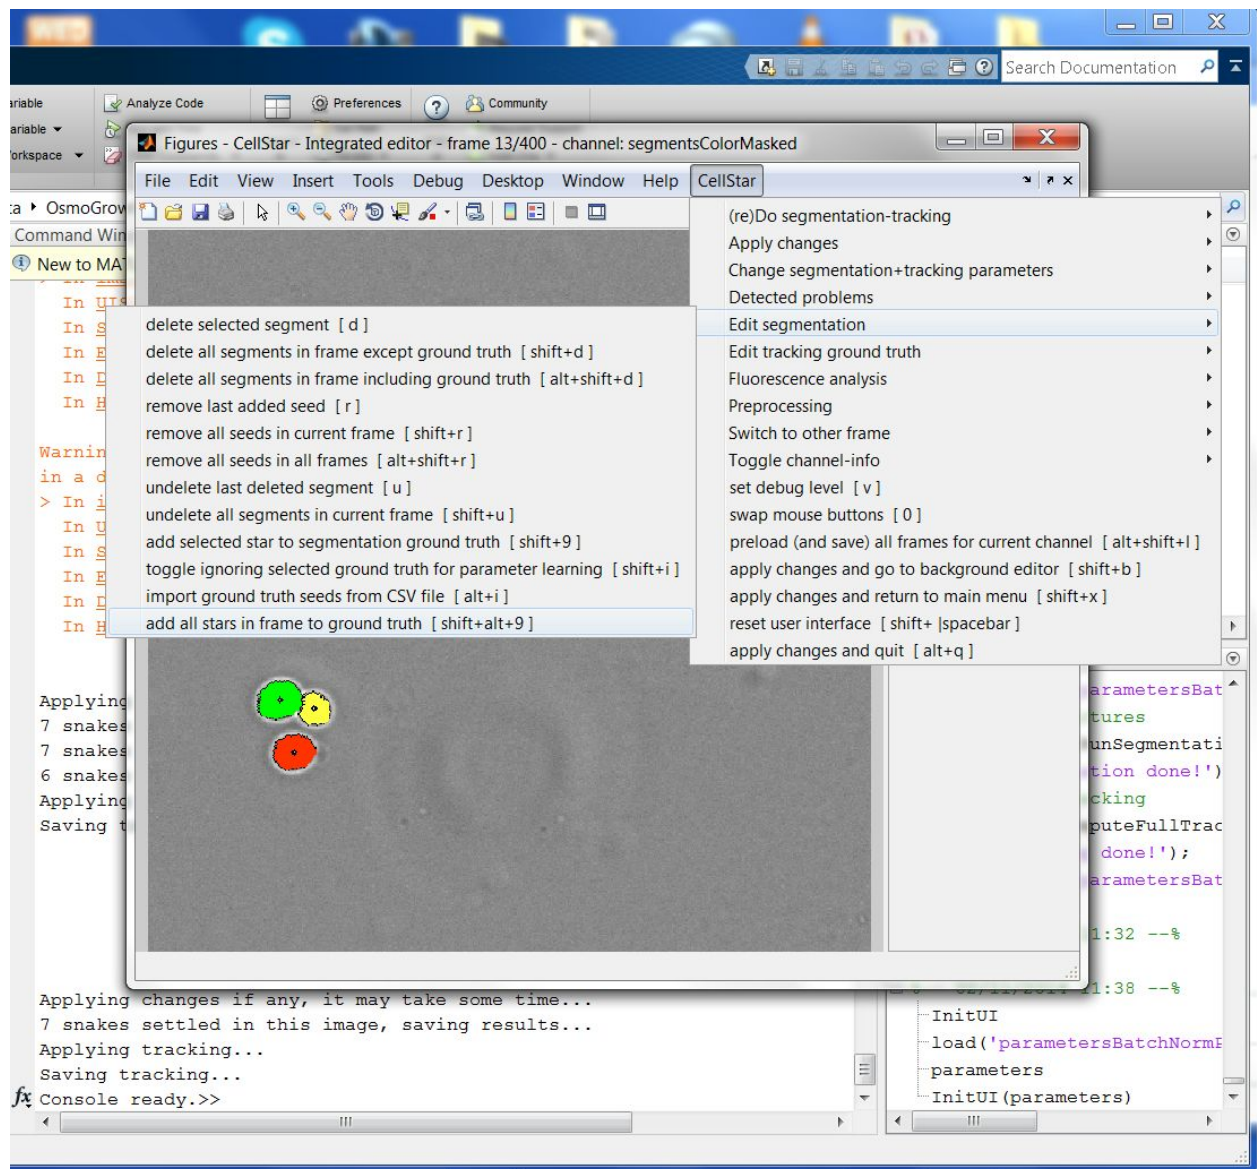 Search Documentation
ariable
Analyze Code
Preferences
Community
ariable
orkspace
Figures - CellStar - Integrated editor - frame 13/400 - channel: segmentsColorMasked
File Edit View Insert Tools Debug Desktop Window Help CellStar
ta OsmoGrow
Command Win
New to MA
(re)Do segmentation-tracking
Apply changes
Change segmentation+tracking parameters
Detected problems
Edit segmentation
Edit tracking ground truth
Fluorescence analysis
Preprocessing
Switch to other frame
Toggle channel-info
set debug level [ v ]
swap mouse buttons [ 0 ]
preload (and save) all frames for current channel [ alt+shift+l ]
apply changes and go to background editor [ shift+b ]
apply changes and return to main menu [ shift+x ]
reset user interface [ shift+ |spacebar ]
apply changes and quit [ alt+q ]
delete selected segment [ d ]
delete all segments in frame except ground truth [ shift+d ]
delete all segments in frame including ground truth [ alt+shift+d ]
remove last added seed [ r ]
remove all seeds in current frame [ shift+r ]
remove all seeds in all frames [ alt+shift+r ]
undelete last deleted segment [ u ]
undelete all segments in current frame [ shift+u ]
add selected star to segmentation ground truth [ shift+9 ]
toggle ignoring selected ground truth for parameter learning [ shift+i ]
import ground truth seeds from CSV file [ alt+i ]
add all stars in frame to ground truth [ shift+alt+9 ]
In UIS
In S
In E
In D
In H
Warnin
in a d
> In i
In U
In S
In E
In D
In H
Applying
7 snakes
7 snakes
6 snakes
Applying
Saving t
Applying changes if any, it may take some time...
7 snakes settled in this image, saving results...
Applying tracking...
Saving tracking...
fx Console ready.>>
arametersBat
tures
unSegmentati
tion done!')
cking
puteFullTrac
done!');
arametersBat
1:32 --%
11:38 --%
InitUI
load('parametersBatchNormF
parameters
InitUI(parameters)